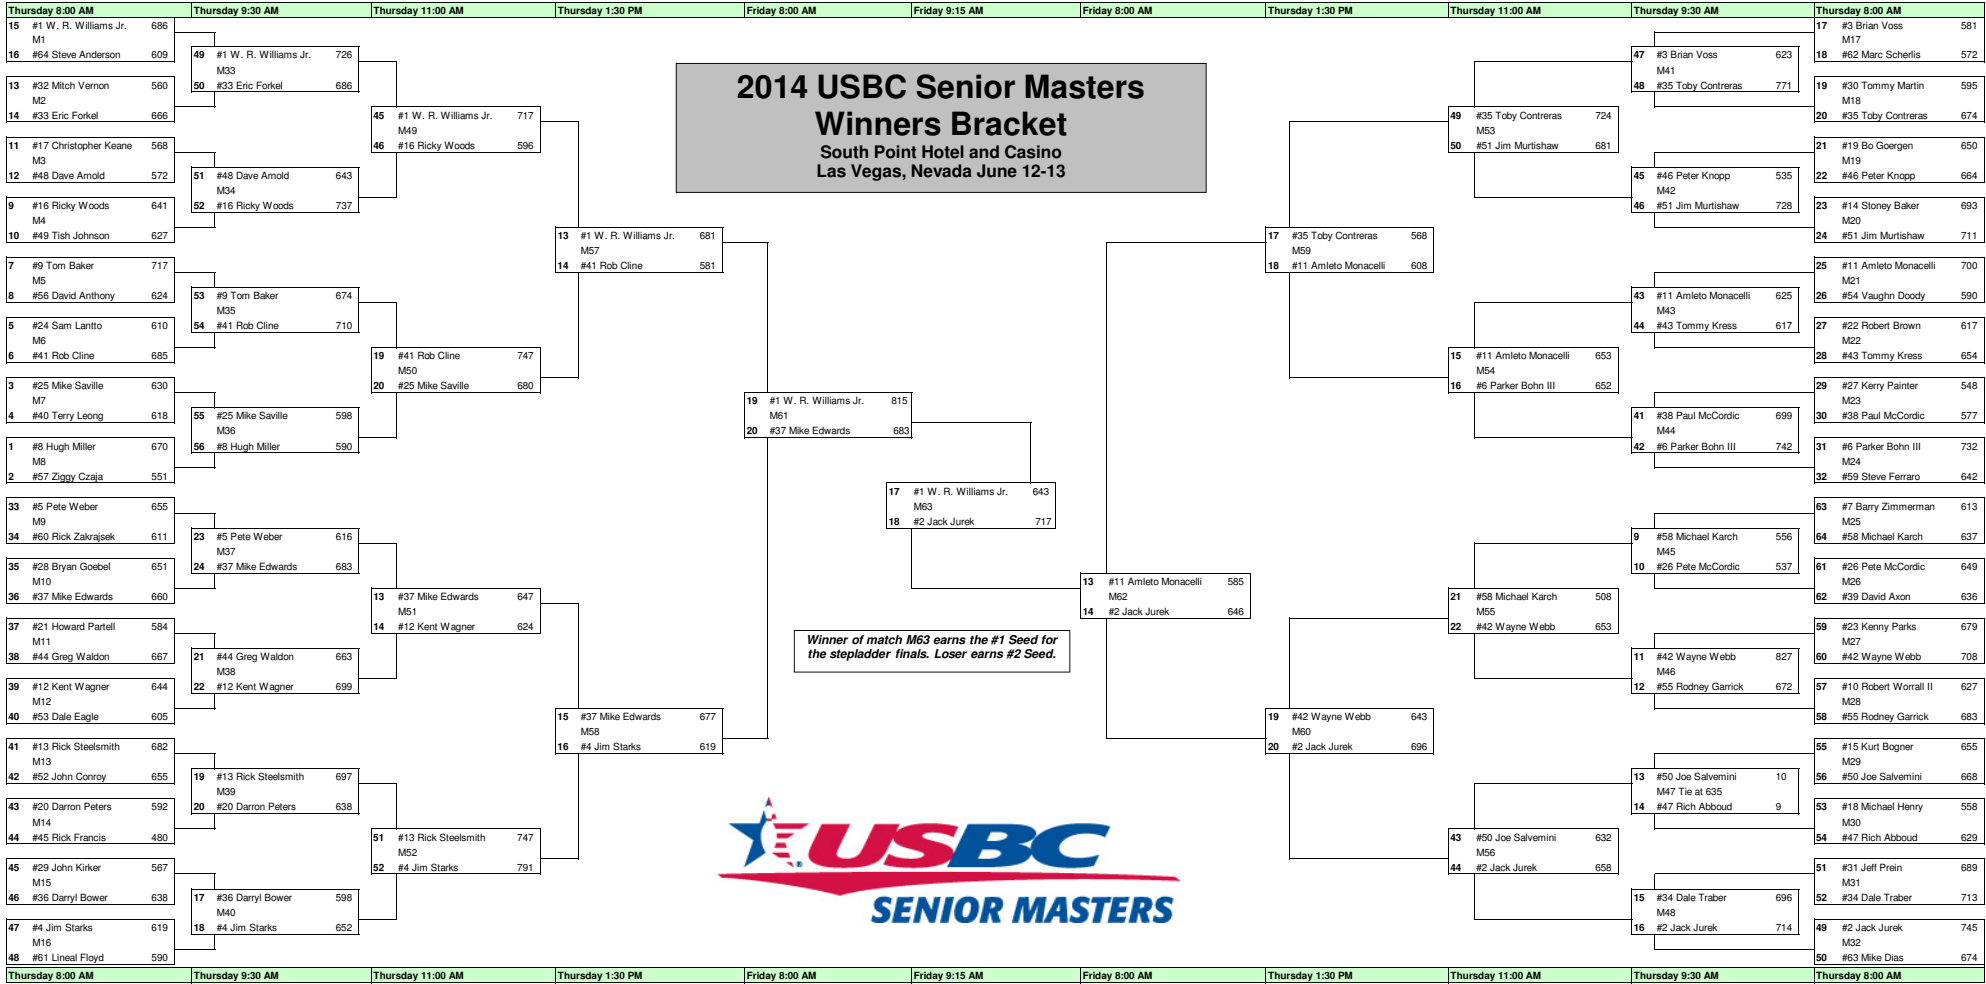 Thursday 8:00 AM
Thursday 9:30 AM
Thursday 11:00 AM
Thursday 1:30 PM
Friday 8:00 AM
Friday 9:15 AM
Friday 8:00 AM
Thursday 1:30 PM
Thursday 11:00 AM
Thursday 9:30 AM
Thursday 8:00 AM
2014 USBC Senior Masters
Winners Bracket
South Point Hotel and Casino
Las Vegas, Nevada June 12-13
15 #1 W. R. Williams Jr. 686
M1
16 #64 Steve Anderson 609
13 #32 Mitch Vernon 560
M2
14 #33 Eric Forkel 666
11 #17 Christopher Keane 568
M3
12 #48 Dave Arnold 572
9 #16 Ricky Woods 641
M4
10 #49 Tish Johnson 627
7 #9 Tom Baker 717
M5
8 #56 David Anthony 624
5 #24 Sam Lantto 610
M6
6 #41 Rob Cline 685
3 #25 Mike Saville 630
M7
4 #40 Terry Leong 618
1 #8 Hugh Miller 670
M8
2 #57 Ziggy Czaja 551
33 #5 Pete Weber 655
M9
34 #60 Rick Zakrajsek 611
35 #28 Bryan Goebel 651
M10
36 #37 Mike Edwards 660
37 #21 Howard Partell 584
M11
38 #44 Greg Waldon 667
39 #12 Kent Wagner 644
M12
40 #53 Dale Eagle 605
41 #13 Rick Steelsmith 682
M13
42 #52 John Conroy 655
43 #20 Darron Peters 592
M14
44 #45 Rick Francis 480
45 #29 John Kirker 567
M15
46 #36 Darryl Bower 638
47 #4 Jim Starks 619
M16
48 #61 Lineal Floyd 590
49 #1 W. R. Williams Jr. 726
M33
50 #33 Eric Forkel 686
51 #48 Dave Arnold 643
M34
52 #16 Ricky Woods 737
53 #9 Tom Baker 674
M35
54 #41 Rob Cline 710
55 #25 Mike Saville 598
M36
56 #8 Hugh Miller 590
23 #5 Pete Weber 616
M37
24 #37 Mike Edwards 683
21 #44 Greg Waldon 663
M38
22 #12 Kent Wagner 699
19 #13 Rick Steelsmith 697
M39
20 #20 Darron Peters 638
17 #36 Darryl Bower 598
M40
18 #4 Jim Starks 652
45 #1 W. R. Williams Jr. 717
M49
46 #16 Ricky Woods 596
19 #41 Rob Cline 747
M50
20 #25 Mike Saville 680
13 #37 Mike Edwards 647
M51
14 #12 Kent Wagner 624
51 #13 Rick Steelsmith 747
M52
52 #4 Jim Starks 791
13 #1 W. R. Williams Jr. 681
M57
14 #41 Rob Cline 581
15 #37 Mike Edwards 677
M58
16 #4 Jim Starks 619
19 #1 W. R. Williams Jr. 815
M61
20 #37 Mike Edwards 683
17 #1 W. R. Williams Jr. 643
M63
18 #2 Jack Jurek 717
Winner of match M63 earns the #1 Seed for
the stepladder finals. Loser earns #2 Seed.
13 #11 Amleto Monacelli 585
M62
14 #2 Jack Jurek 646
17 #35 Toby Contreras 568
M59
18 #11 Amleto Monacelli 608
19 #42 Wayne Webb 643
M60
20 #2 Jack Jurek 696
49 #35 Toby Contreras 724
M53
50 #51 Jim Murtishaw 681
15 #11 Amleto Monacelli 653
M54
16 #6 Parker Bohn III 652
21 #58 Michael Karch 508
M55
22 #42 Wayne Webb 653
43 #50 Joe Salvemini 632
M56
44 #2 Jack Jurek 658
47 #3 Brian Voss 623
M41
48 #35 Toby Contreras 771
45 #46 Peter Knopp 535
M42
46 #51 Jim Murtishaw 728
43 #11 Amleto Monacelli 625
M43
44 #43 Tommy Kress 617
41 #38 Paul McCordic 699
M44
42 #6 Parker Bohn III 742
9 #58 Michael Karch 556
M45
10 #26 Pete McCordic 537
11 #42 Wayne Webb 827
M46
12 #55 Rodney Garrick 672
13 #50 Joe Salvemini 10
M47 Tie at 635
14 #47 Rich Abboud 9
15 #34 Dale Traber 696
M48
16 #2 Jack Jurek 714
17 #3 Brian Voss 581
M17
18 #62 Marc Scherlis 572
19 #30 Tommy Martin 595
M18
20 #35 Toby Contreras 674
21 #19 Bo Goergen 650
M19
22 #46 Peter Knopp 664
23 #14 Stoney Baker 693
M20
24 #51 Jim Murtishaw 711
25 #11 Amleto Monacelli 700
M21
26 #54 Vaughn Doody 590
27 #22 Robert Brown 617
M22
28 #43 Tommy Kress 654
29 #27 Kerry Painter 548
M23
30 #38 Paul McCordic 577
31 #6 Parker Bohn III 732
M24
32 #59 Steve Ferraro 642
63 #7 Barry Zimmerman 613
M25
64 #58 Michael Karch 637
61 #26 Pete McCordic 649
M26
62 #39 David Axon 636
59 #23 Kenny Parks 679
M27
60 #42 Wayne Webb 708
57 #10 Robert Worrall II 627
M28
58 #55 Rodney Garrick 683
55 #15 Kurt Bogner 655
M29
56 #50 Joe Salvemini 668
53 #18 Michael Henry 558
M30
54 #47 Rich Abboud 629
51 #31 Jeff Prein 689
M31
52 #34 Dale Traber 713
49 #2 Jack Jurek 745
M32
50 #63 Mike Dias 674
USBC
SENIOR MASTERS
Thursday 8:00 AM
Thursday 9:30 AM
Thursday 11:00 AM
Thursday 1:30 PM
Friday 8:00 AM
Friday 9:15 AM
Friday 8:00 AM
Thursday 1:30 PM
Thursday 11:00 AM
Thursday 9:30 AM
Thursday 8:00 AM